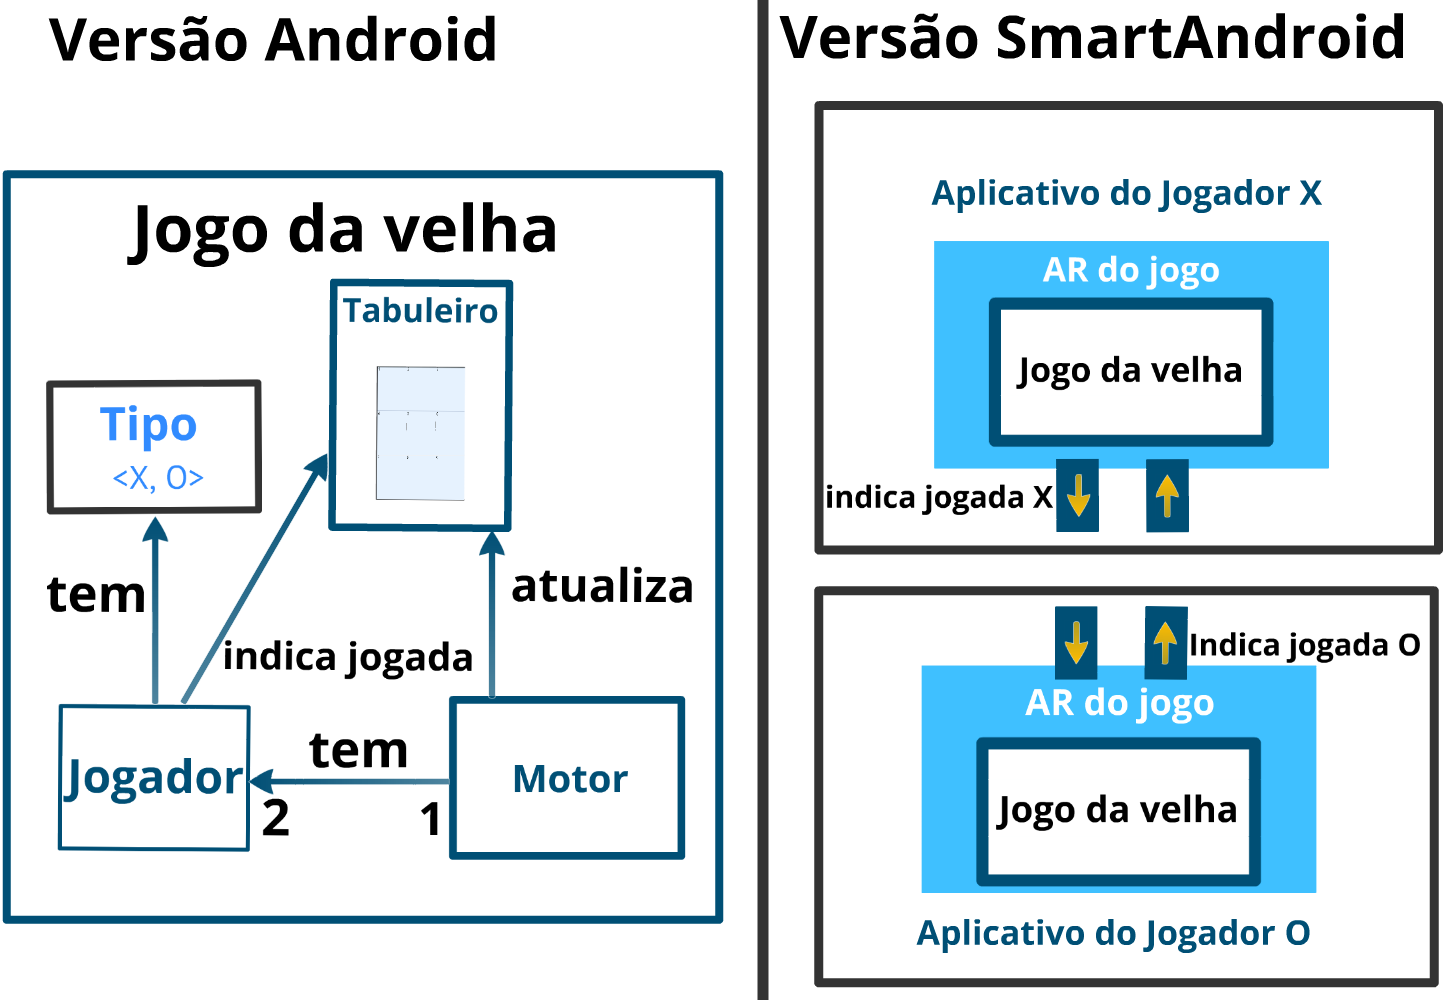 Versão Android
Jogo da velha
Tabuleiro
Tipo
<X, O>
tem
indica jogada
atualiza
Jogador
tem
2
1
Motor
Versão SmartAndroid
Aplicativo do Jogador X
AR do jogo
Jogo da velha
indica jogada X
Indica jogada O
AR do jogo
Jogo da velha
Aplicativo do Jogador O